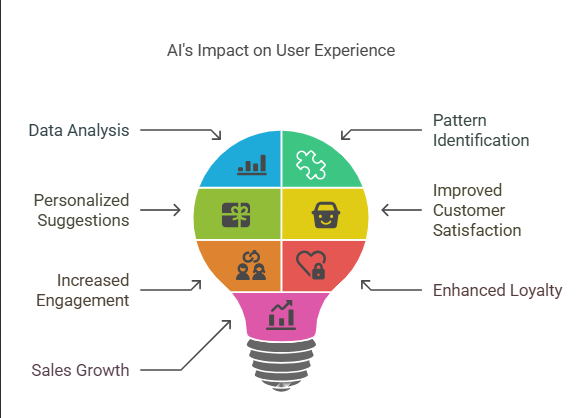 AI's Impact on User Experience
Data Analysis
Pattern
Identification
Personalized
Suggestions
Improved
Customer
Satisfaction
Increased
Engagement
Enhanced Loyalty
Sales Growth